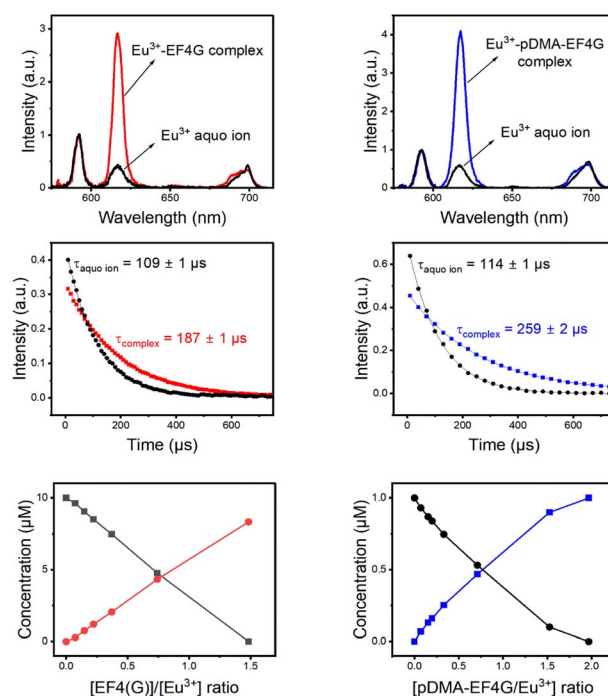 Eu³⁺-EF4G complex
Eu³⁺ aquo ion
Intensity (a.u.)
3
2
1
0
600
700
Wavelength (nm)
Eu³⁺-pDMA-EF4G
complex
Eu³⁺ aquo ion
Intensity (a.u.)
4
3
2
1
0
600
700
Wavelength (nm)
τaquo ion = 109 ± 1 µs
τcomplex = 187 ± 1 µs
Intensity (a.u.)
0.4
0.3
0.2
0.1
0.0
0
200
400
600
Time (µs)
τaquo ion = 114 ± 1 µs
τcomplex = 259 ± 2 µs
Intensity (a.u.)
0.6
0.4
0.2
0.0
0
200
400
600
Time (µs)
Concentration (µM)
10
5
0
0.0
0.5
1.0
1.5
[EF4(G)]/[Eu³⁺] ratio
Concentration (µM)
1.0
7.5
5.0
2.5
0.0
0.0
0.5
1.0
1.5
2.0
[pDMA-EF4G/Eu³⁺] ratio